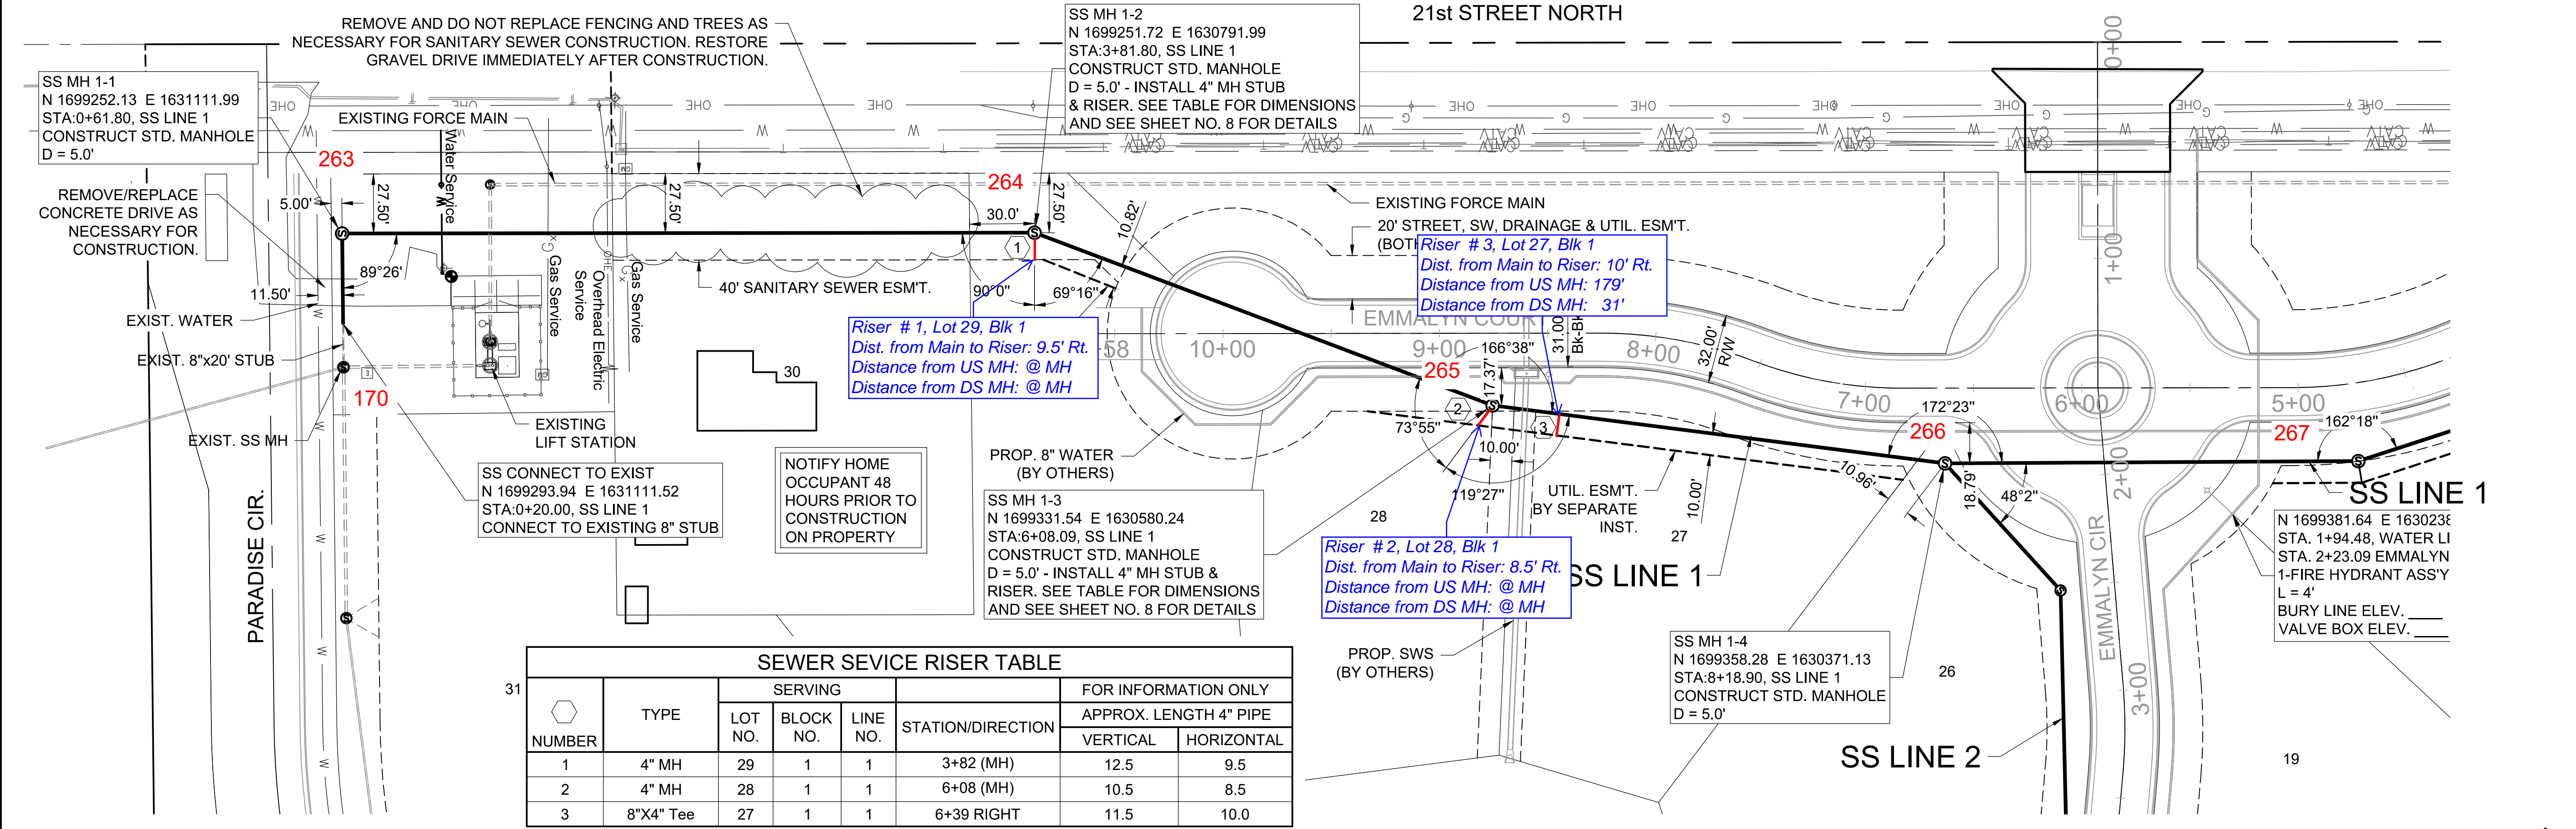 21st STREET NORTH
REMOVE AND DO NOT REPLACE FENCING AND TREES AS
NECESSARY FOR SANITARY SEWER CONSTRUCTION. RESTORE
GRAVEL DRIVE IMMEDIATELY AFTER CONSTRUCTION.
SS MH 1-2
N 1699251.72 E 1630791.99
STA:3+81.80, SS LINE 1
CONSTRUCT STD. MANHOLE
D = 5.0' - INSTALL 4" MH STUB
& RISER. SEE TABLE FOR DIMENSIONS
AND SEE SHEET NO. 8 FOR DETAILS
SS MH 1-1
N 1699252.13 E 1631111.99
STA:0+61.80, SS LINE 1
CONSTRUCT STD. MANHOLE
D = 5.0'
EXISTING FORCE MAIN
Water Service
263
264
REMOVE/REPLACE
CONCRETE DRIVE AS
NECESSARY FOR
CONSTRUCTION.
5.00'
27.50'
27.50'
30.0'
27.50'
10.82'
EXISTING FORCE MAIN
20' STREET, SW, DRAINAGE & UTIL. ESM'T.
(BOTH
Riser # 3, Lot 27, Blk 1
Dist. from Main to Riser: 10' Rt.
Distance from US MH: 179'
Distance from DS MH: 31'
0+00
1+00
89°26'
11.50'
1
90°0"
69°16"
40' SANITARY SEWER ESM'T.
Gas Service
Overhead Electric
Service
Gas Service
EXIST. WATER
EXIST. 8"x20' STUB
170
EXIST. SS MH
EXISTING
LIFT STATION
Riser # 1, Lot 29, Blk 1
Dist. from Main to Riser: 9.5' Rt.
Distance from US MH: @ MH
Distance from DS MH: @ MH
30
EMMALYN COURT
58
10+00
9+00
8+00
7+00
6+00
5+00
31.00
Bk-Bk
32.00'
R/W
166°38"
265
17.37'
2
3
73°55"
10.00'
119°27"
172°23"
266
267
162°18"
10.96'
18.79'
48°2"
2+00
SS LINE 1
PROP. 8" WATER
(BY OTHERS)
UTIL. ESM'T.
BY SEPARATE
INST.
10.00'
28
27
SS CONNECT TO EXIST
N 1699293.94 E 1631111.52
STA:0+20.00, SS LINE 1
CONNECT TO EXISTING 8" STUB
NOTIFY HOME
OCCUPANT 48
HOURS PRIOR TO
CONSTRUCTION
ON PROPERTY
SS MH 1-3
N 1699331.54 E 1630580.24
STA:6+08.09, SS LINE 1
CONSTRUCT STD. MANHOLE
D = 5.0' - INSTALL 4" MH STUB &
RISER. SEE TABLE FOR DIMENSIONS
AND SEE SHEET NO. 8 FOR DETAILS
Riser # 2, Lot 28, Blk 1
Dist. from Main to Riser: 8.5' Rt.
Distance from US MH: @ MH
Distance from DS MH: @ MH
SS LINE 1
N 1699381.64 E 1630238
STA. 1+94.48, WATER LI
STA. 2+23.09 EMMALYN
1-FIRE HYDRANT ASS'Y
L = 4'
BURY LINE ELEV. ____
VALVE BOX ELEV. ____
PARADISE CIR.
EMMALYN CIR
3+00
PROP. SWS
(BY OTHERS)
SS MH 1-4
N 1699358.28 E 1630371.13
STA:8+18.90, SS LINE 1
CONSTRUCT STD. MANHOLE
D = 5.0'
26
SS LINE 2
19
31
SEWER SEVICE RISER TABLE
NUMBER TYPE SERVING STATION/DIRECTION FOR INFORMATION ONLY
LOT NO. BLOCK NO. LINE NO. APPROX. LENGTH 4" PIPE
VERTICAL HORIZONTAL
1 4" MH 29 1 1 3+82 (MH) 12.5 9.5
2 4" MH 28 1 1 6+08 (MH) 10.5 8.5
3 8"X4" Tee 27 1 1 6+39 RIGHT 11.5 10.0